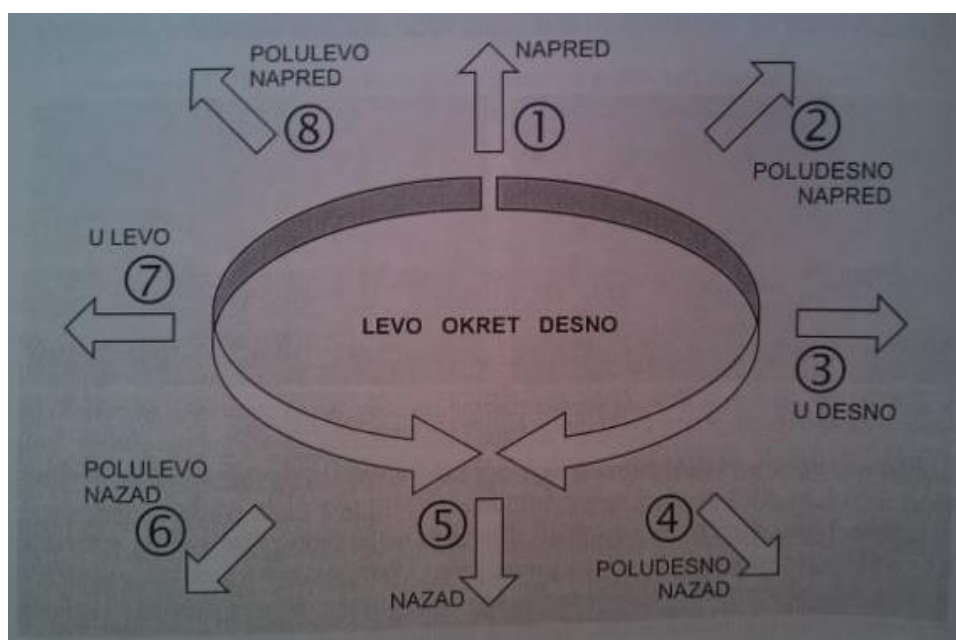 NAPRED
①
②
POLUDESNO
NAPRED
③
U DESNO
④
POLUDESNO
NAZAD
⑤
NAZAD
POLULEVO
NAZAD
⑥
U LEVO
⑦
POLULEVO
NAPRED
⑧
LEVO OKRET DESNO